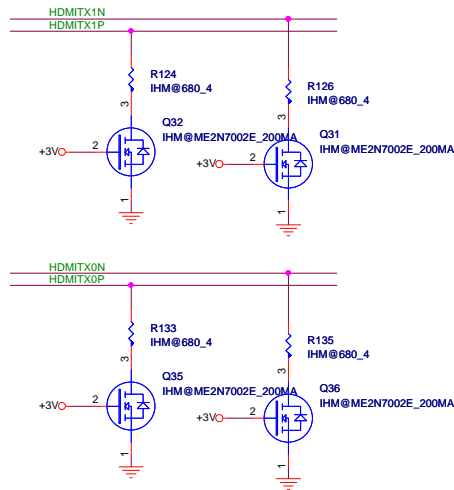 HDMITX1N
HDMITX1P
R124
IHM@680_4
R126
IHM@680_4
3
3
Q32
IHM@ME2N7002E_200MA
Q31
IHM@ME2N7002E_200MA
+3V
2
+3V
2
1
1
HDMITX0N
HDMITX0P
R133
IHM@680_4
R135
IHM@680_4
3
3
Q35
IHM@ME2N7002E_200MA
Q36
IHM@ME2N7002E_200MA
+3V
2
+3V
2
1
1